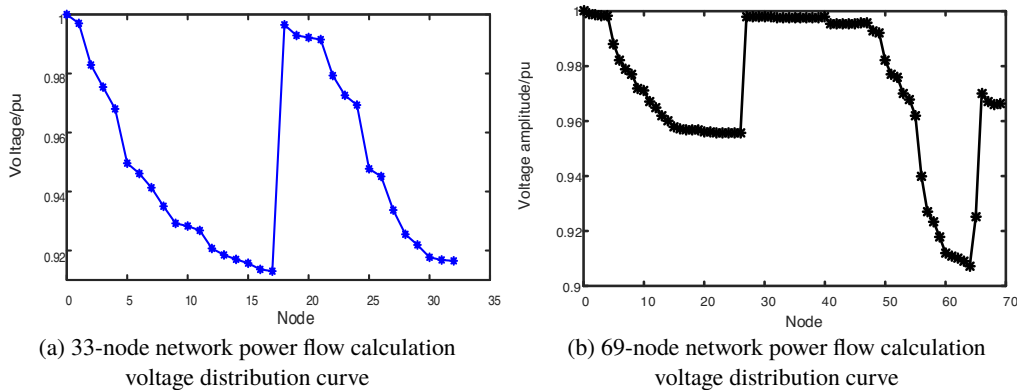 1
0.98
0.96
0.94
0.92
Voltage/pu
0 5 10 15 20 25 30 35
Node
(a) 33-node network power flow calculation
voltage distribution curve
1
0.98
0.96
0.94
0.92
0.9
Voltage amplitude/pu
0 10 20 30 40 50 60 70
Node
(b) 69-node network power flow calculation
voltage distribution curve